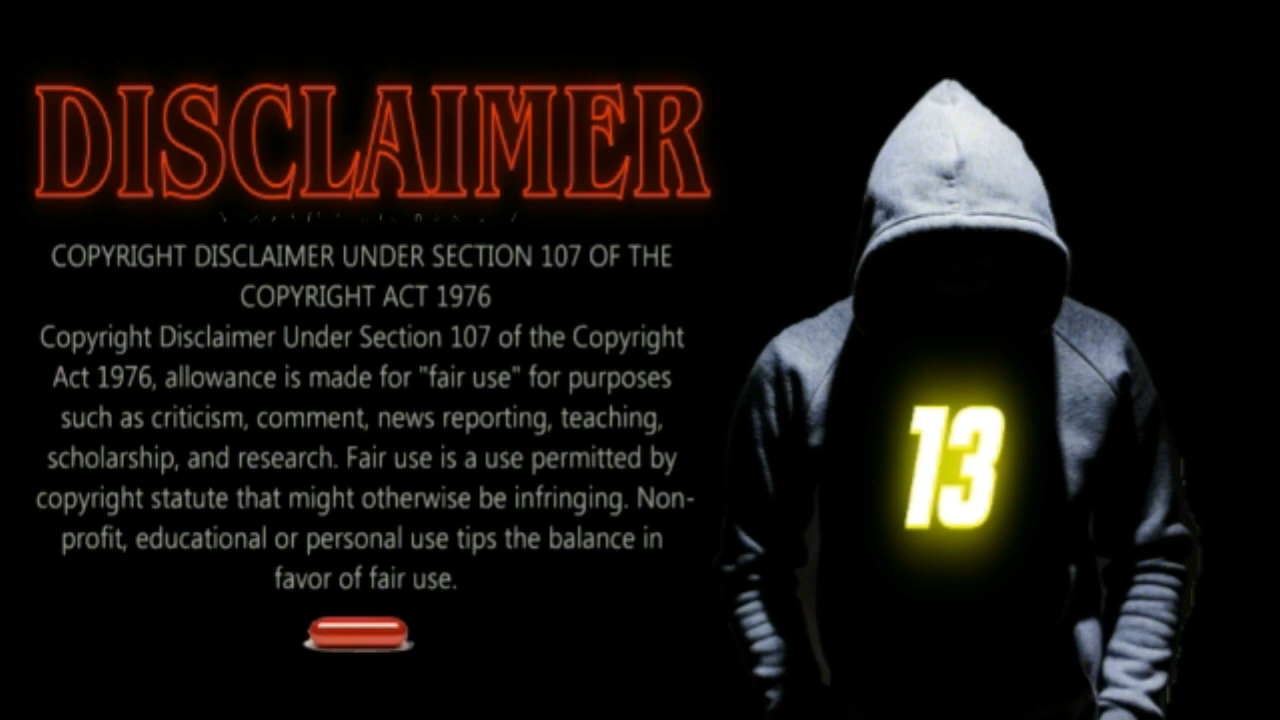 DISCLAIMER
COPYRIGHT DISCLAIMER UNDER SECTION 107 OF THE
COPYRIGHT ACT 1976
Copyright Disclaimer Under Section 107 of the Copyright
Act 1976, allowance is made for "fair use" for purposes
such as criticism, comment, news reporting, teaching,
scholarship, and research. Fair use is a use permitted by
copyright statute that might otherwise be infringing. Non-
profit, educational or personal use tips the balance in
favor of fair use.
13